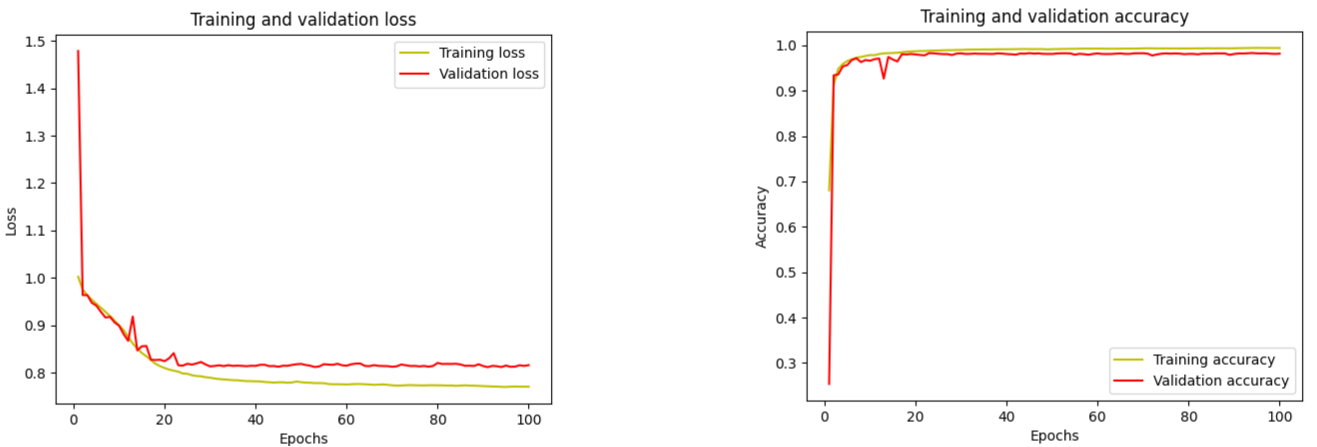 Training and validation loss
1.5
1.4
1.3
1.2
1.1
1.0
0.9
0.8
Loss
Training loss
Validation loss
0 20 40 60 80 100
Epochs
Training and validation accuracy
1.0
0.9
0.8
0.7
0.6
0.5
0.4
0.3
Accuracy
Training accuracy
Validation accuracy
0 20 40 60 80 100
Epochs